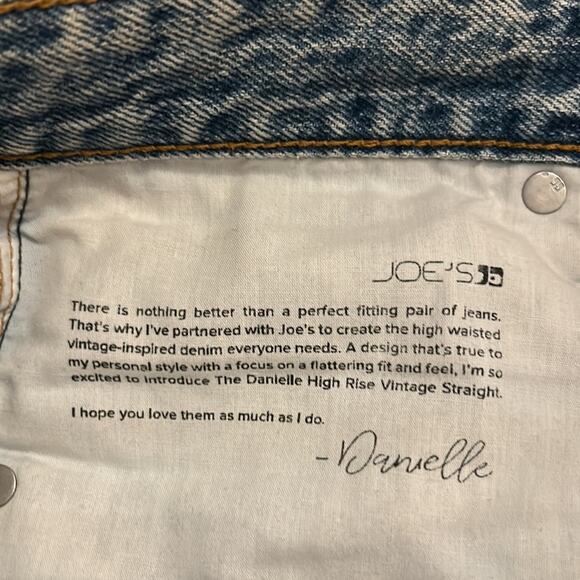 JOE'S
There is nothing better than a perfect fitting pair of jeans.
That's why I've partnered with Joe's to create the high waisted
vintage-inspired denim everyone needs. A design that's true to
my personal style with a focus on a flattering fit and feel, I'm so
excited to introduce The Danielle High Rise Vintage Straight.
I hope you love them as much as I do.
-Danielle